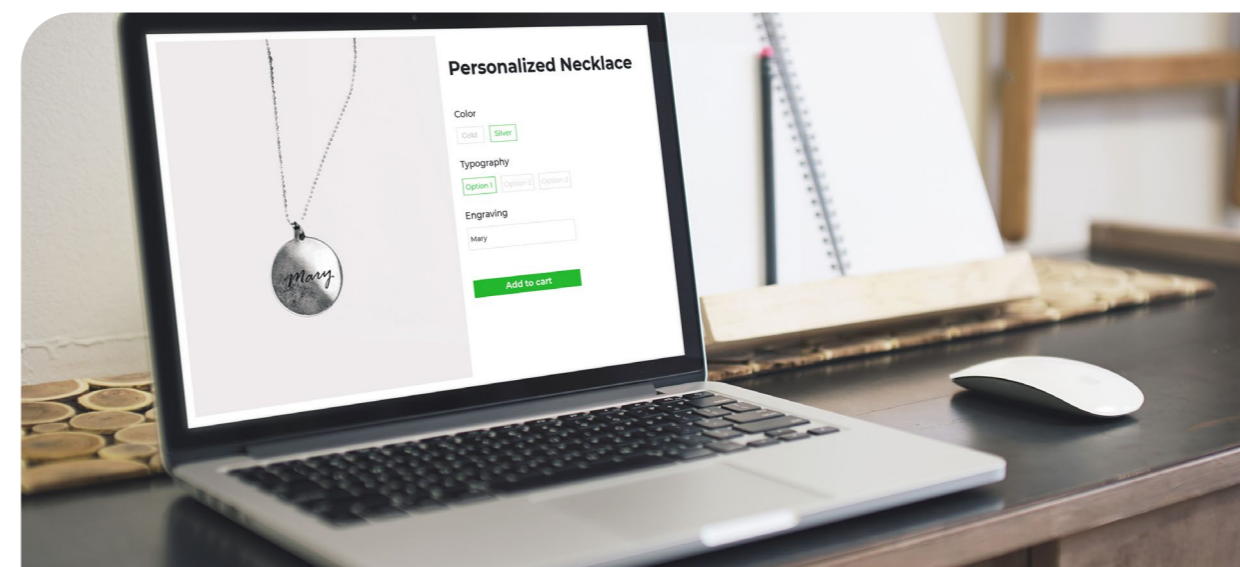 Personalized Necklace
Color
Gold Silver
Typography
Option 1 Option 2 Option 3
Engraving
Mary
Mary
Add to cart